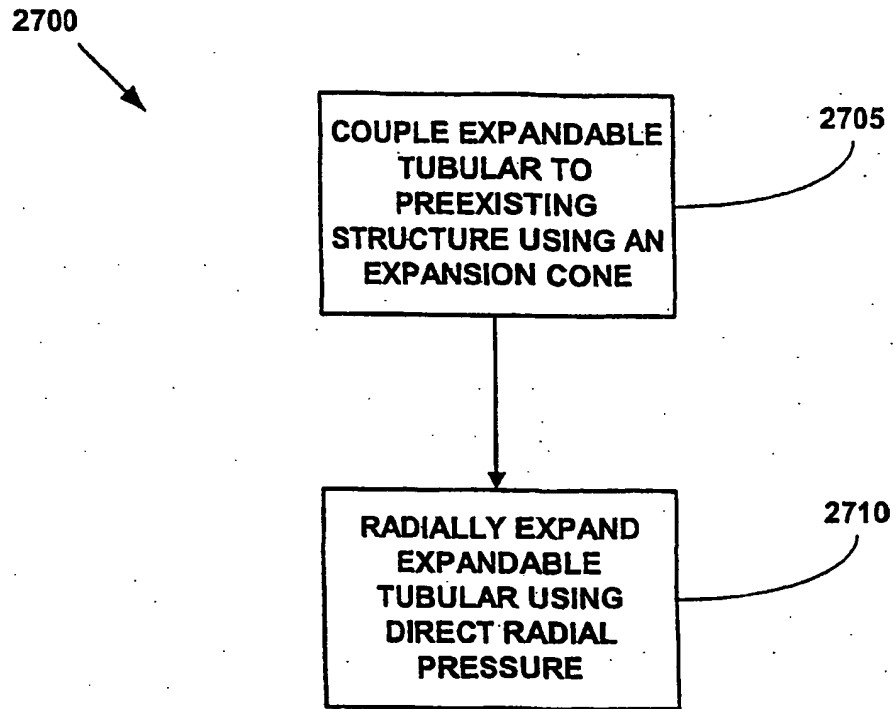 2700
COUPLE EXPANDABLE
TUBULAR TO
PREEXISTING
STRUCTURE USING AN
EXPANSION CONE
2705
RADIALLY EXPAND
EXPANDABLE
TUBULAR USING
DIRECT RADIAL
PRESSURE
2710